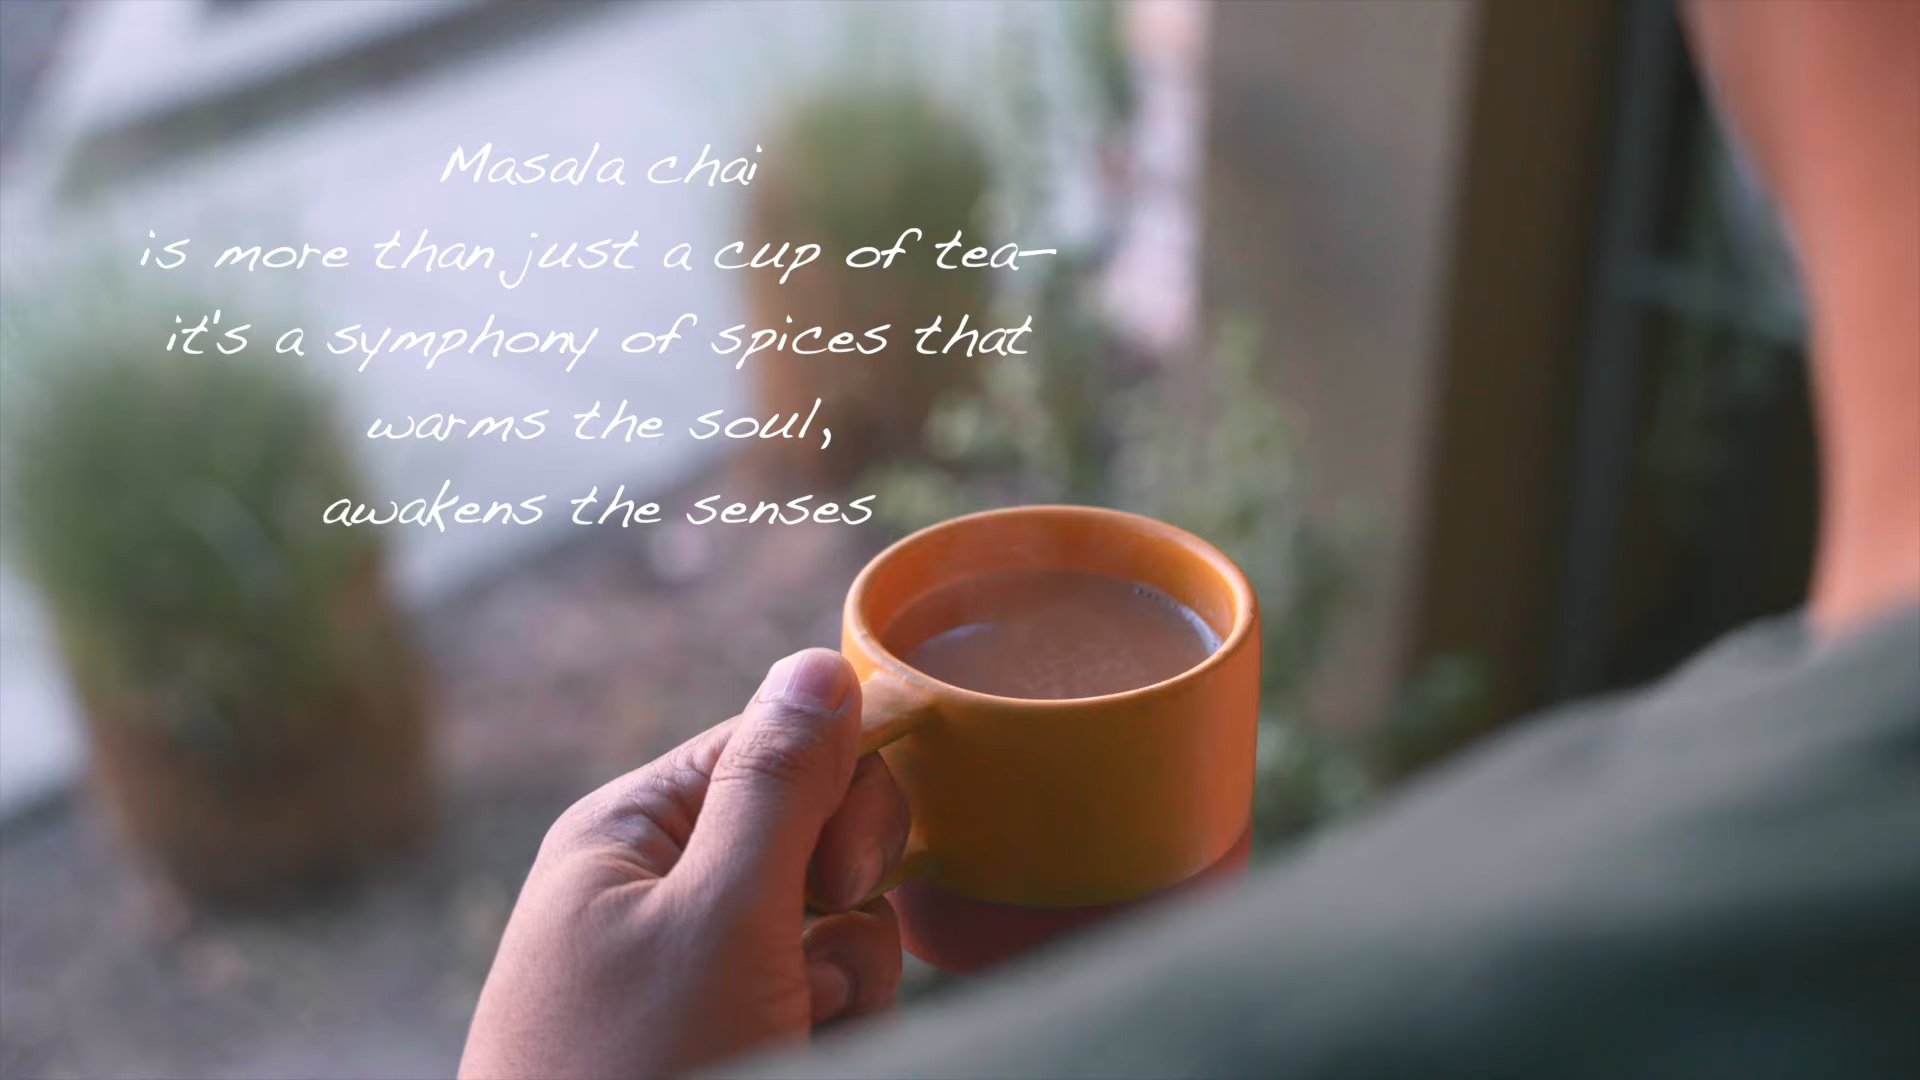 Masala chai
is more than just a cup of tea—
it's a symphony of spices that
warms the soul,
awakens the senses